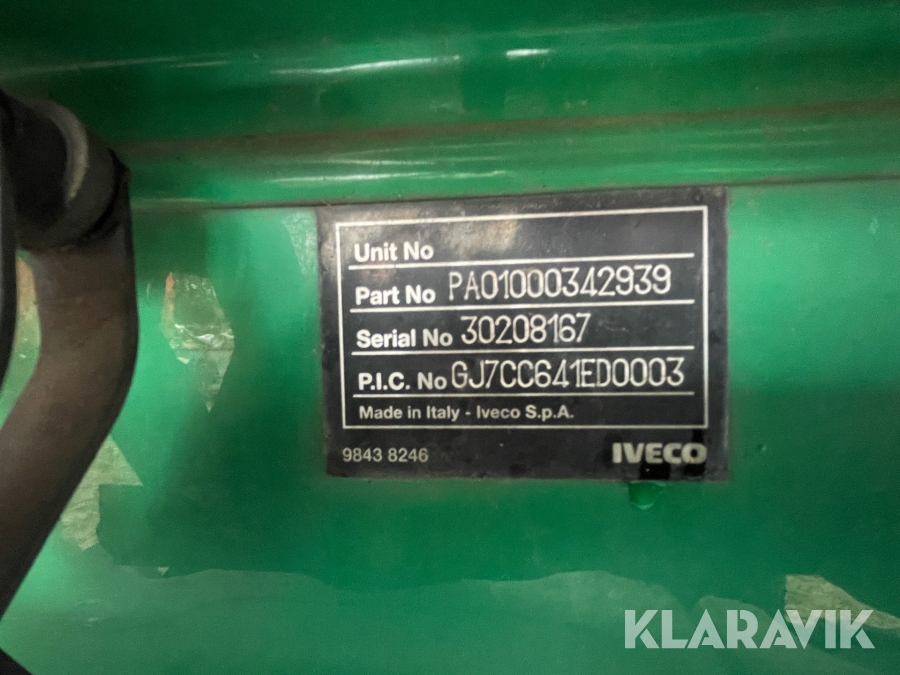 Unit No
Part No PA01000342939
Serial No 30208167
P.I.C. No GJ7CC641ED0003
Made in Italy - Iveco S.p.A.
9843 8246 IVECO
KLARAVIK